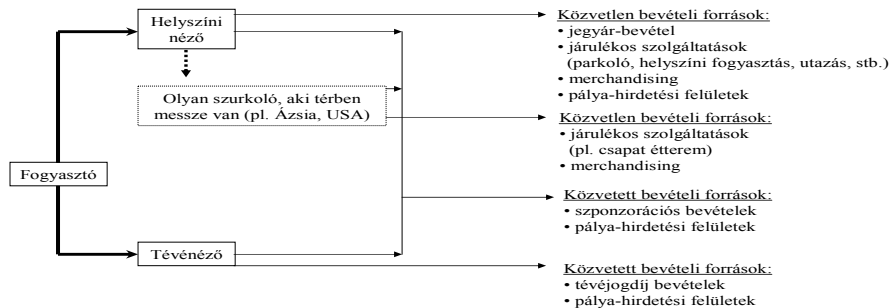 Helyszíni
néző
Olyan szurkoló, aki térben
messze van (pl. Ázsia, USA)
Fogyasztó
Tévénéző
Közvetlen bevételi források:
• jegyár-bevétel
• járulékos szolgáltatások
(parkoló, helyszíni fogyasztás, utazás, stb.)
• merchandising
• pálya-hirdetési felületek
Közvetlen bevételi források:
• járulékos szolgáltatások
(pl. csapat étterem)
• merchandising
Közvetett bevételi források:
• szponzorációs bevételek
• pálya-hirdetési felületek
Közvetett bevételi források:
• tévéjogdíj bevételek
• pálya-hirdetési felületek